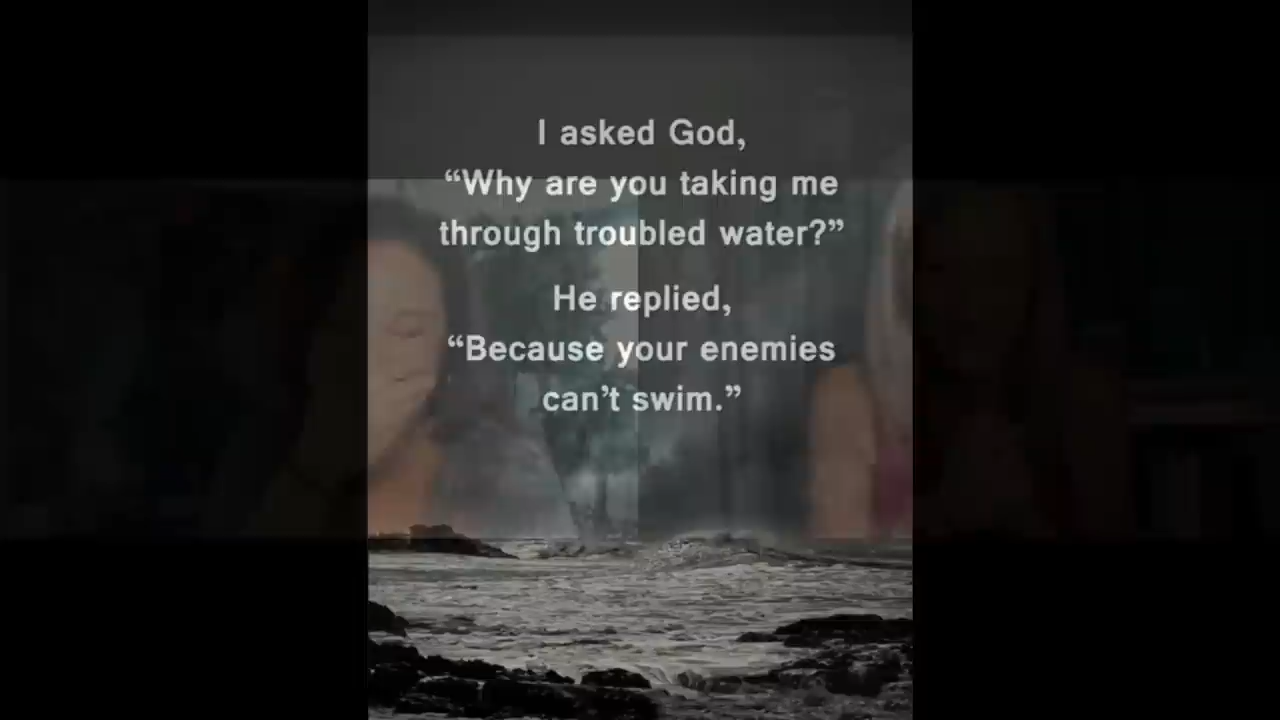 I asked God,
“Why are you taking me
through troubled water?”
He replied,
“Because your enemies
can’t swim.”